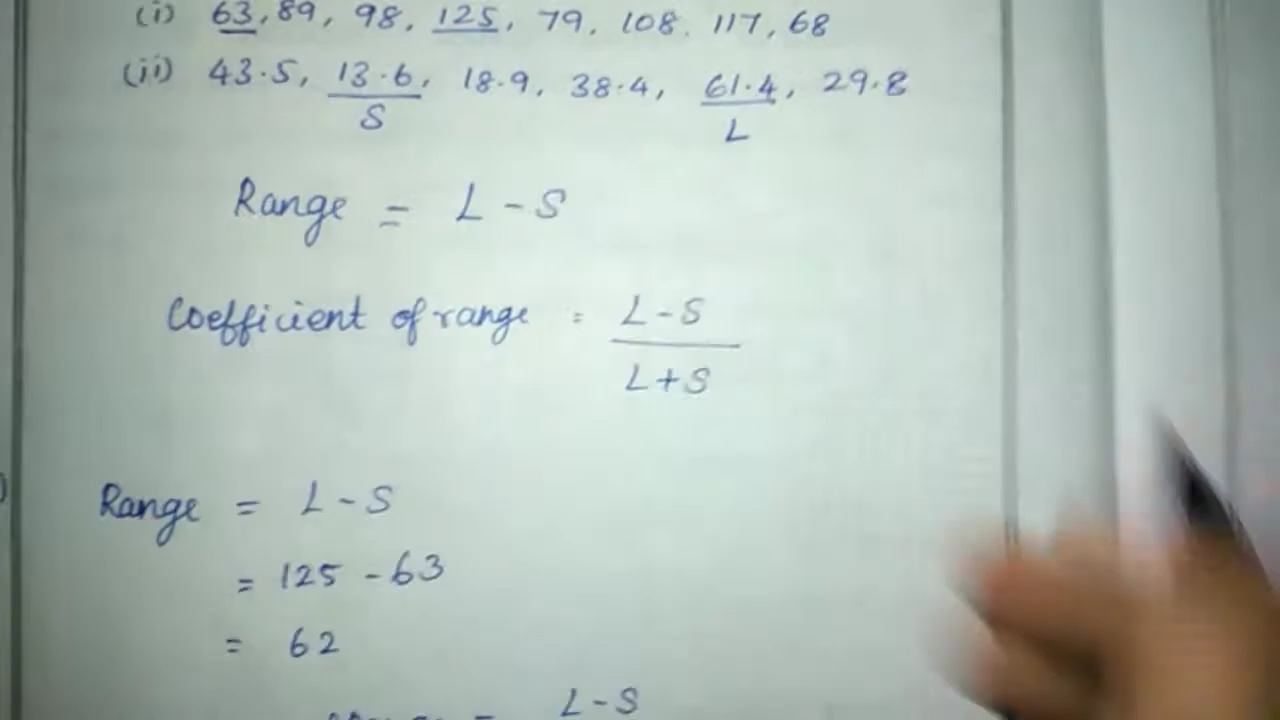 (i) 63, 89, 98, 125, 79, 108. 117, 68
(ii) 43.5, 13.6, 18.9, 38.4, 61.4, 29.8
S L
Range = L - S
Coefficient of range = L - S
L + S
Range = L - S
= 125 - 63
= 62
= L - S